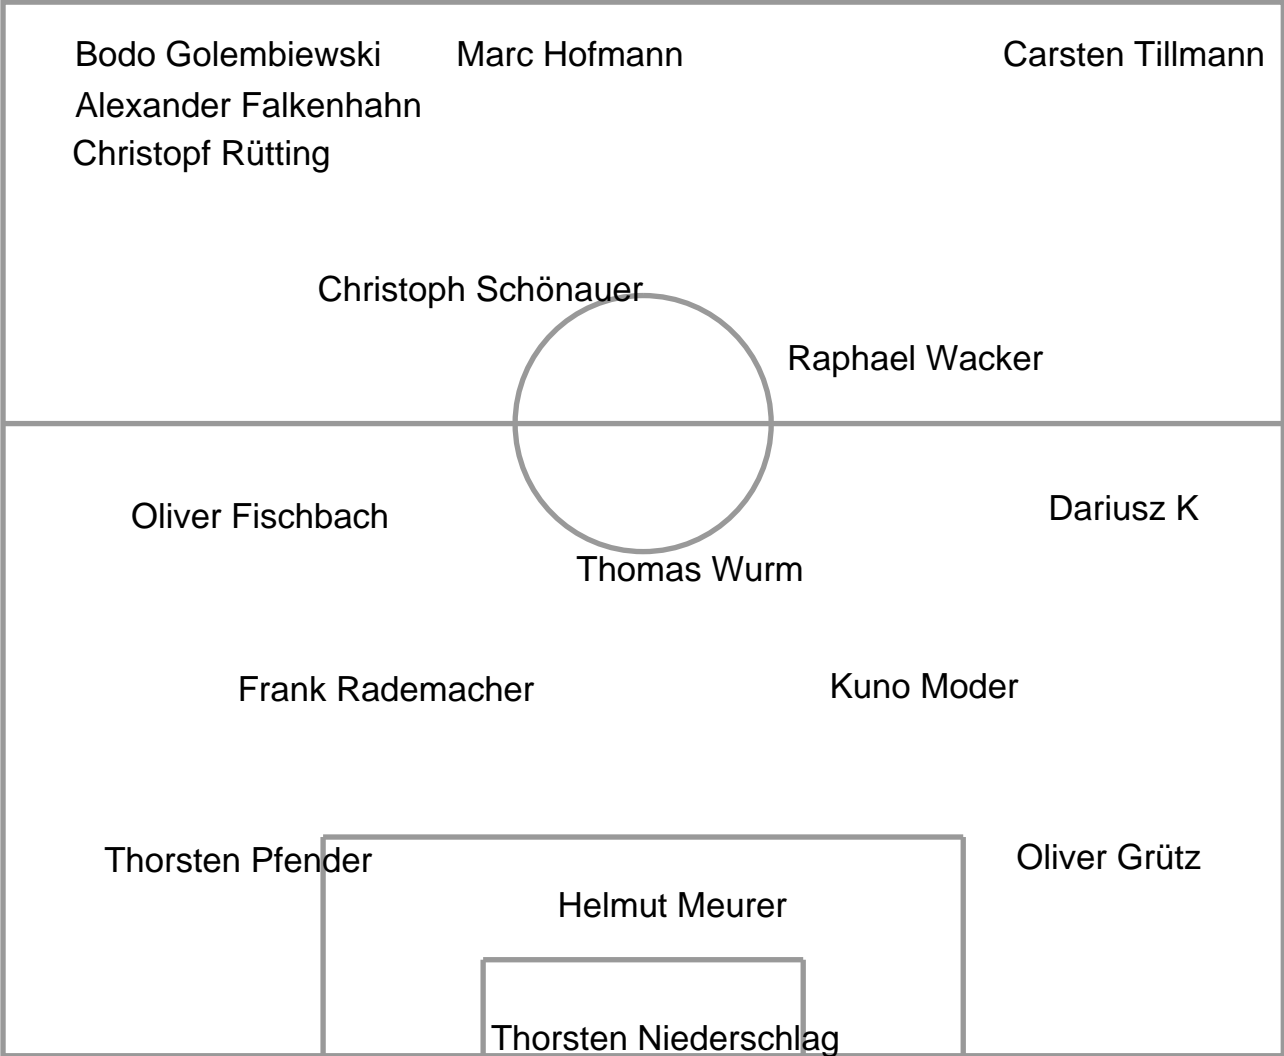 Bodo Golembiewski
Marc Hofmann
Carsten Tillmann
Alexander Falkenhahn
Christopf Rütting
Christoph Schönauer
Raphael Wacker
Oliver Fischbach
Dariusz K
Thomas Wurm
Frank Rademacher
Kuno Moder
Thorsten Pfender
Oliver Grütz
Helmut Meurer
Thorsten Niederschlag